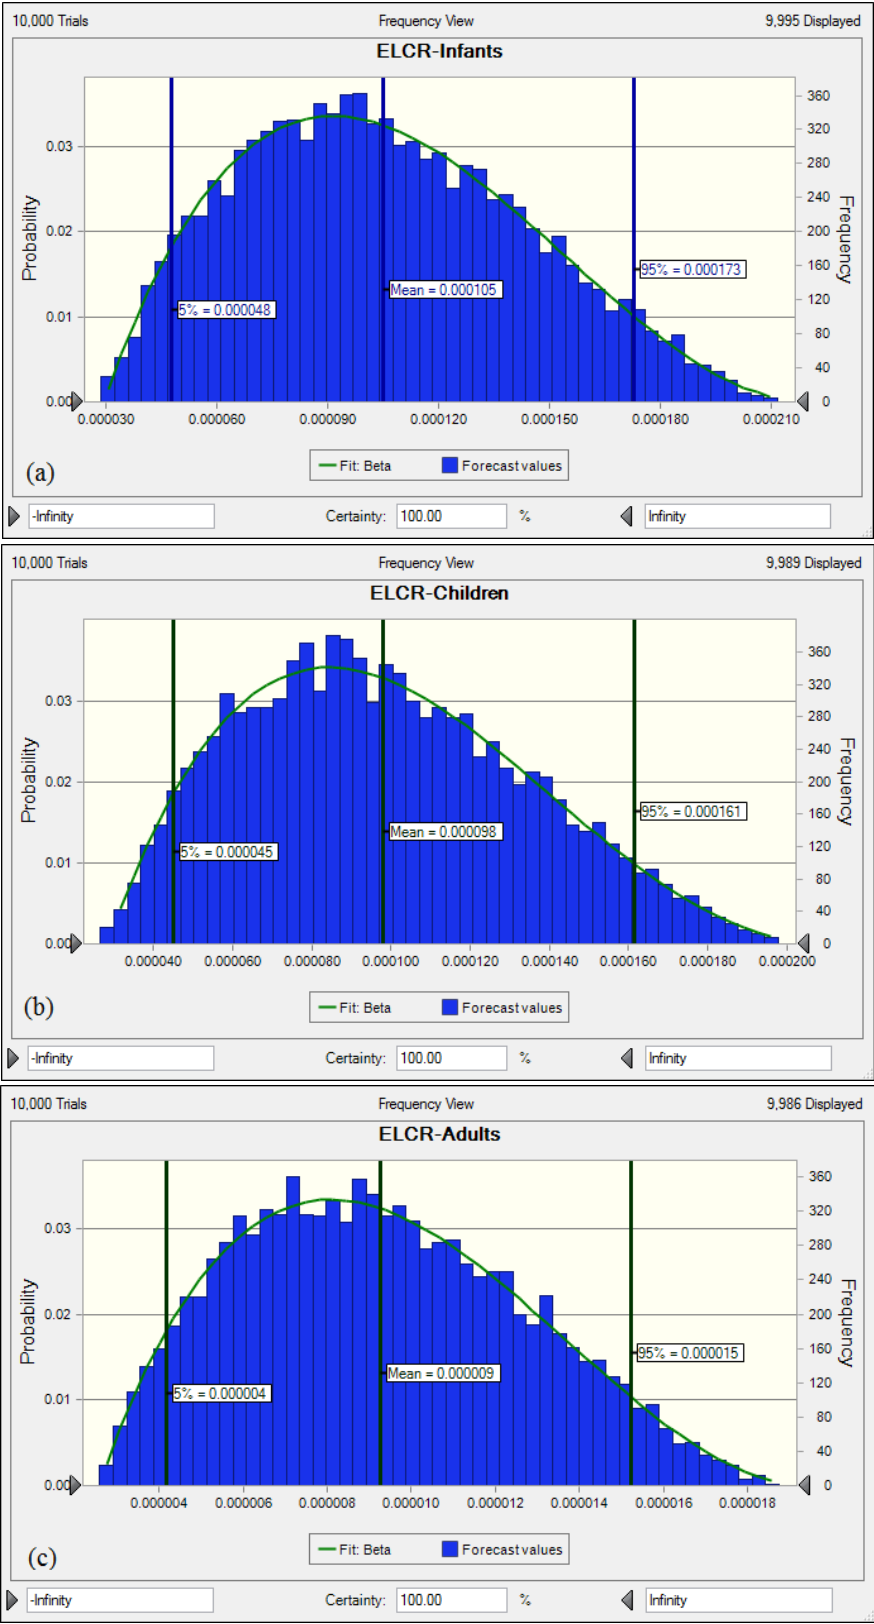 10,000 Trials Frequency View 9,995 Displayed
ELCR-Infants
Probability
Frequency
0.03
0.02
0.01
0.00
360
320
280
240
200
160
120
80
40
0
5% = 0.000048
Mean = 0.000105
95% = 0.000173
0.000030 0.000060 0.000090 0.000120 0.000150 0.000180 0.000210
Fit: Beta Forecast values
(a)
-Infinity Certainty: 100.00 % Infinity
10,000 Trials Frequency View 9,989 Displayed
ELCR-Children
Probability
Frequency
0.03
0.02
0.01
0.00
360
320
280
240
200
160
120
80
40
0
5% = 0.000045
Mean = 0.000098
95% = 0.000161
0.000040 0.000060 0.000080 0.000100 0.000120 0.000140 0.000160 0.000180 0.000200
Fit: Beta Forecast values
(b)
-Infinity Certainty: 100.00 % Infinity
10,000 Trials Frequency View 9,986 Displayed
ELCR-Adults
Probability
Frequency
0.03
0.02
0.01
0.00
360
320
280
240
200
160
120
80
40
0
5% = 0.000004
Mean = 0.000009
95% = 0.000015
0.000004 0.000006 0.000008 0.000010 0.000012 0.000014 0.000016 0.000018
Fit: Beta Forecast values
(c)
-Infinity Certainty: 100.00 % Infinity